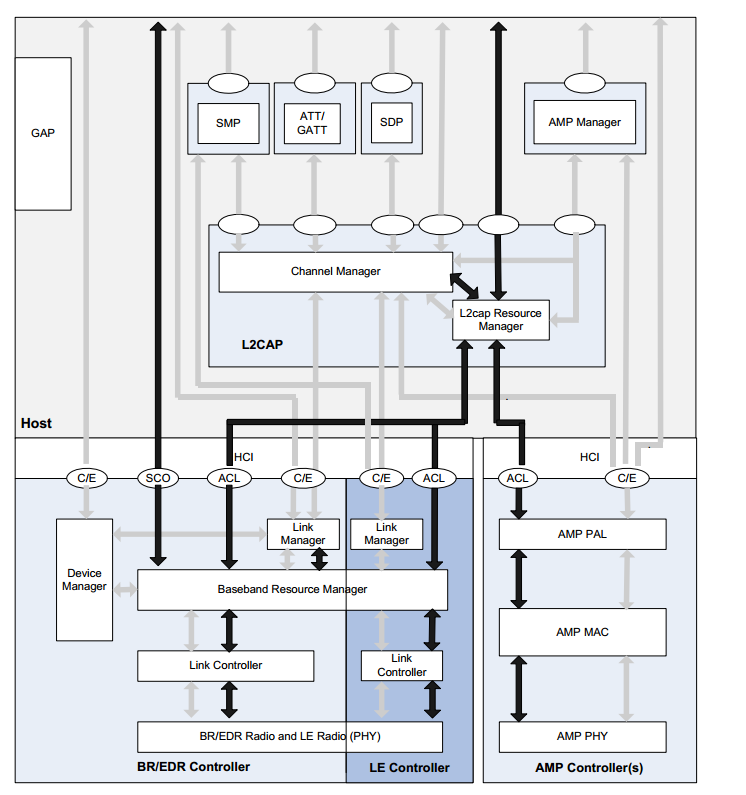 GAP
SMP
ATT/
GATT
SDP
AMP Manager
Channel Manager
L2cap Resource
Manager
L2CAP
Host
HCI
HCI
C/E
SCO
ACL
C/E
C/E
ACL
ACL
C/E
Link
Manager
Link
Manager
AMP PAL
Device
Manager
Baseband Resource Manager
AMP MAC
Link Controller
Link
Controller
BR/EDR Radio and LE Radio (PHY)
AMP PHY
BR/EDR Controller
LE Controller
AMP Controller(s)